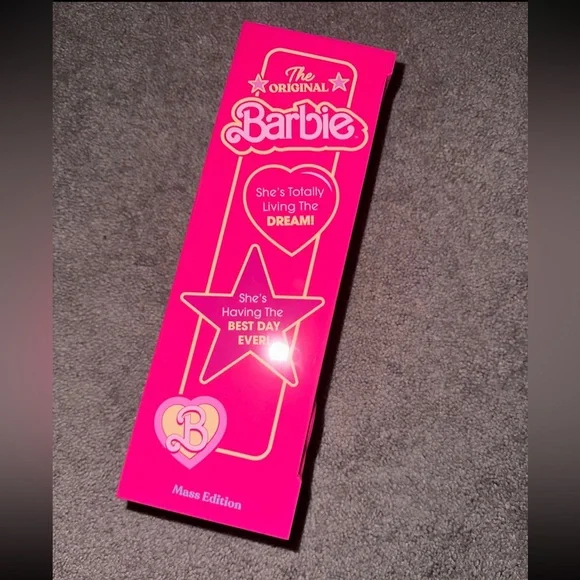 The
ORIGINAL
Barbie
She's Totally
Living The
DREAM!
She's
Having The
BEST DAY
EVER!
B
Mass Edition